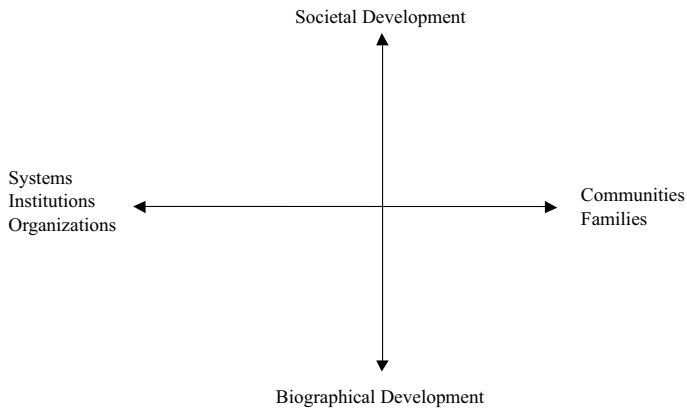 Societal Development
Systems
Institutions
Organizations
Communities
Families
Biographical Development